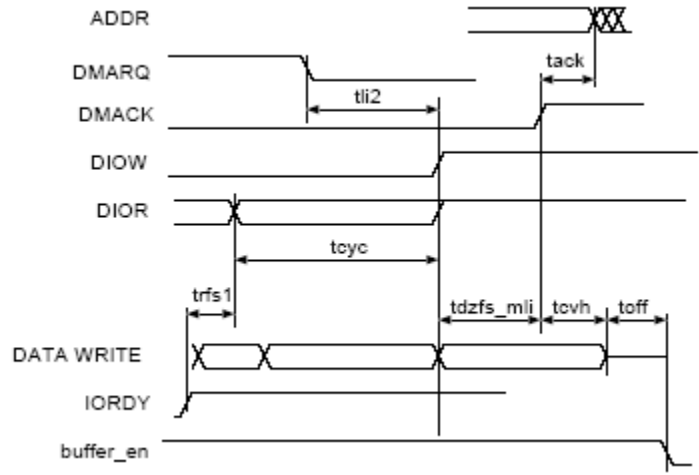 ADDR
tack
DMARQ
tli2
DMACK
DIOW
DIOR
tcyc
trfs1
tdzfs_mli
tcvh
toff
DATA WRITE
IORDY
buffer_en